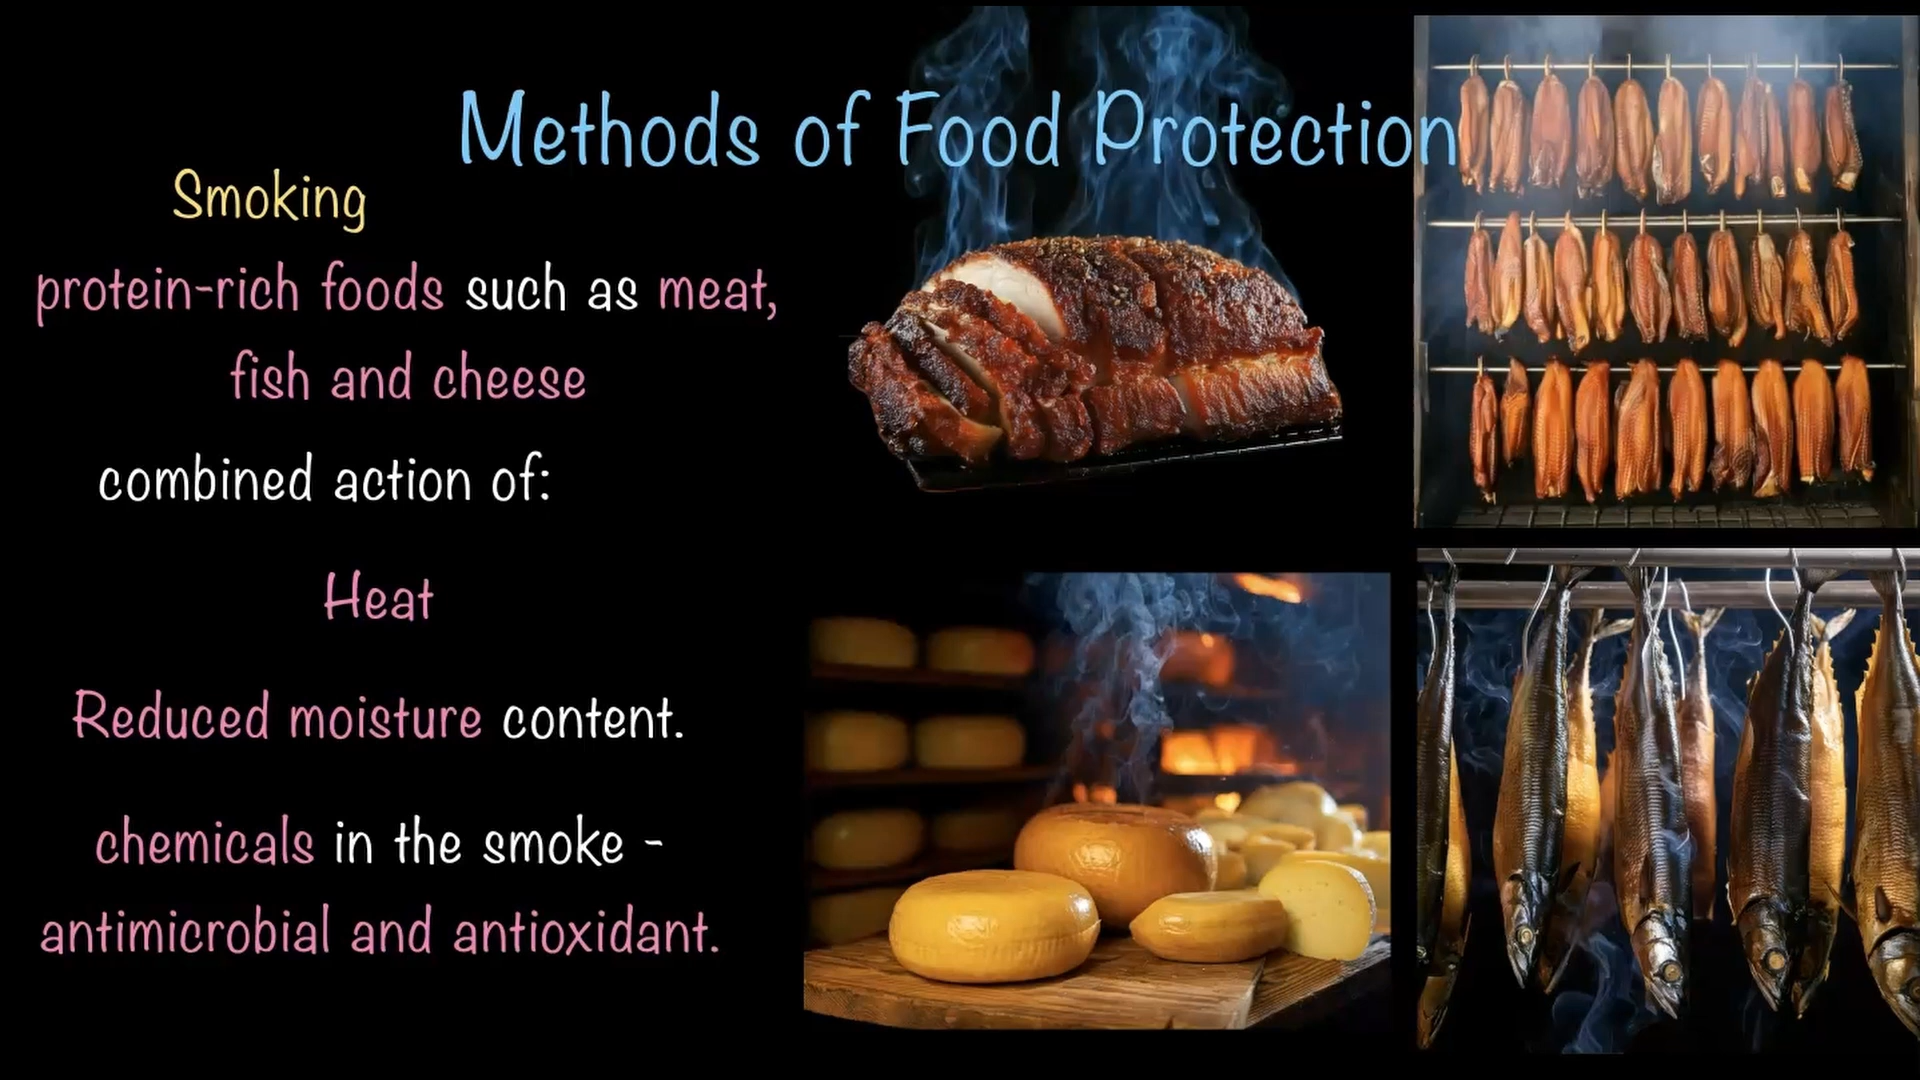 Methods of Food Protection
Smoking
protein-rich foods such as meat,
fish and cheese
combined action of:
Heat
Reduced moisture content.
chemicals in the smoke -
antimicrobial and antioxidant.